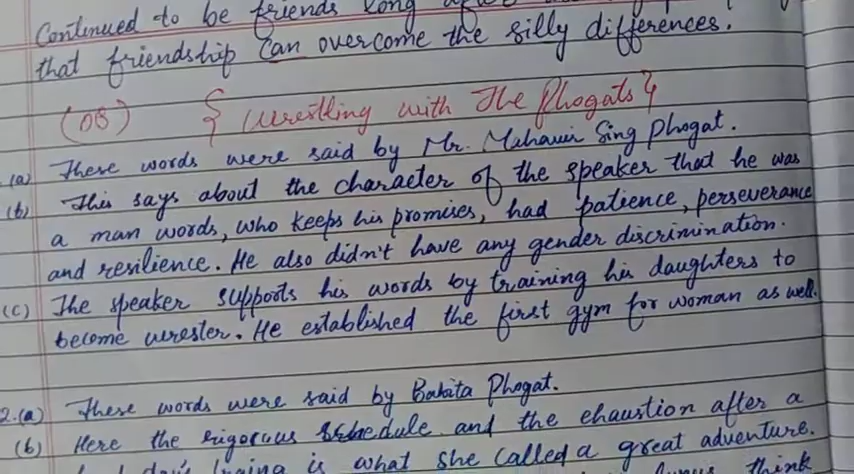 Continued to be friends long after
that friendship can overcome the silly differences.
(08) { Wrestling with The Phogats }
(a) These words were said by Mr. Mahavir Sing Phogat.
(b) This says about the character of the speaker that he was
a man words, who keeps his promises, had patience, perseverance
and resilience. He also didn't have any gender discrimination.
(c) The speaker supports his words by training his daughters to
become wrester. He established the first gym for woman as well.
2.(a) These words were said by Babita Phogat.
(b) Here the rigorous schedule and the ehaustion after a
is what she called a great adventure.
think